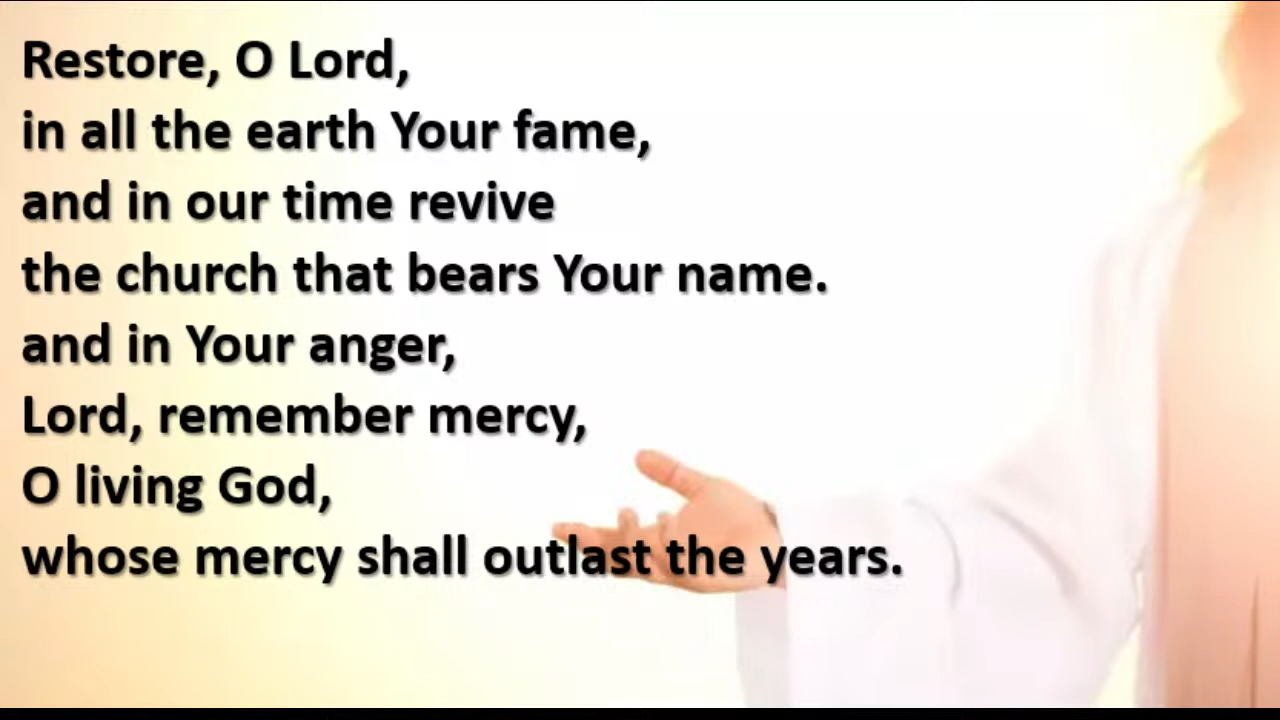 Restore, O Lord,
in all the earth Your fame,
and in our time revive
the church that bears Your name.
and in Your anger,
Lord, remember mercy,
O living God,
whose mercy shall outlast the years.